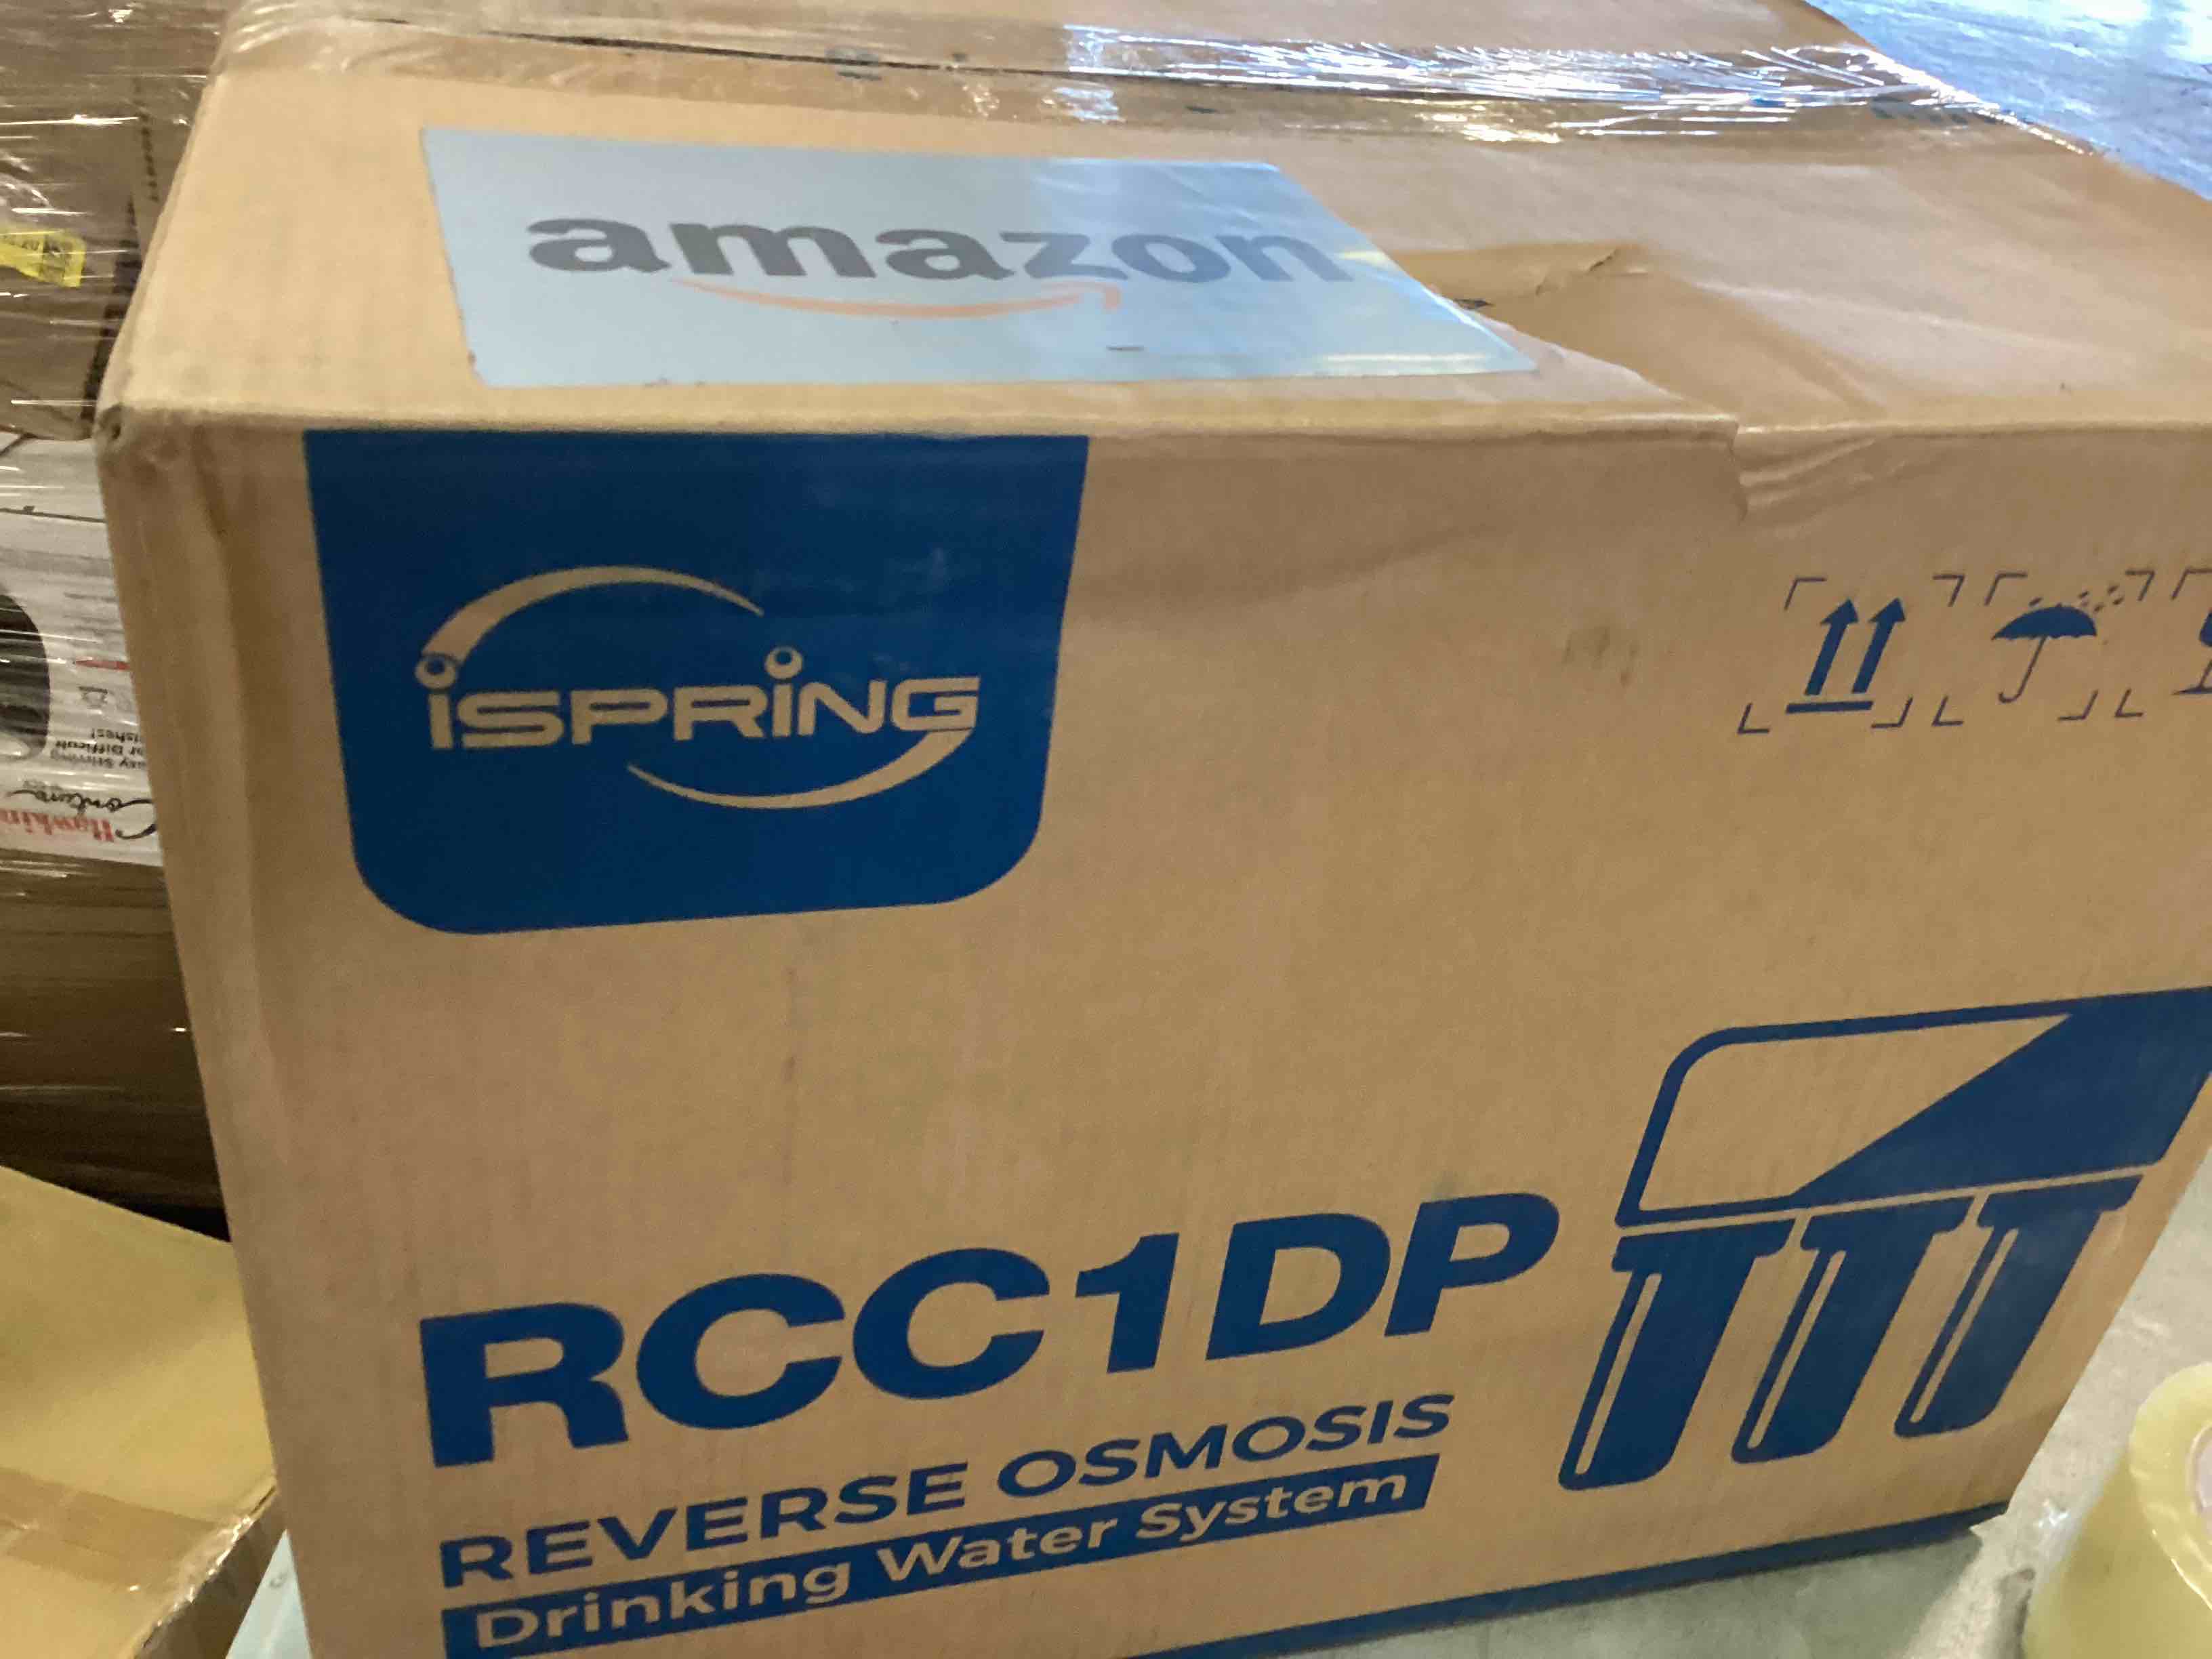 amazon
iSPRiNG
RCC1DP
REVERSE OSMOSIS
Drinking Water System